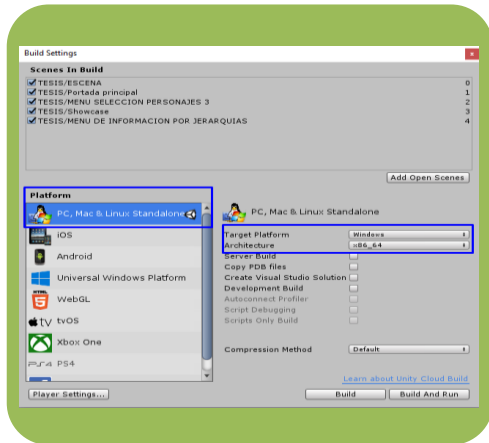 Build Settings
x
Scenes In Build
TESIS/ESCENA 0
TESIS/Portada principal 1
TESIS/MENU SELECCION PERSONAJES 3 2
TESIS/Showcase 3
TESIS/MENU DE INFORMACION POR JERARQUIAS 4
Add Open Scenes
Platform
PC, Mac & Linux Standalone
iOS
Android
Universal Windows Platform
WebGL
tv tvOS
Xbox One
PS4 PS4
PC, Mac & Linux Standalone
Target Platform Windows
Architecture x86_64
Server Build
Copy PDB files
Create Visual Studio Solution
Development Build
Autoconnect Profiler
Script Debugging
Scripts Only Build
Compression Method Default
Learn about Unity Cloud Build
Player Settings... Build Build And Run